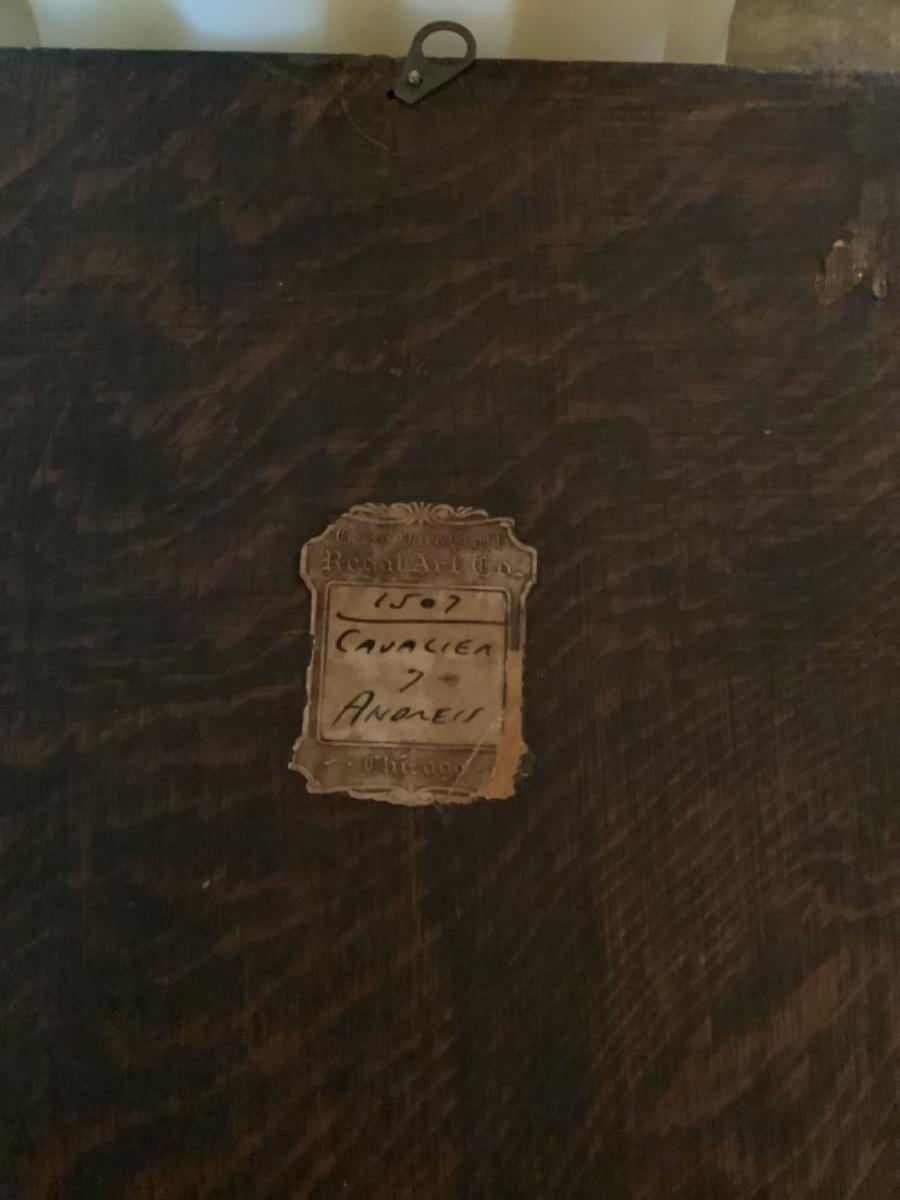 Regal Art Co.
1507
CAVALIER
7
ANDREIS
Chicago